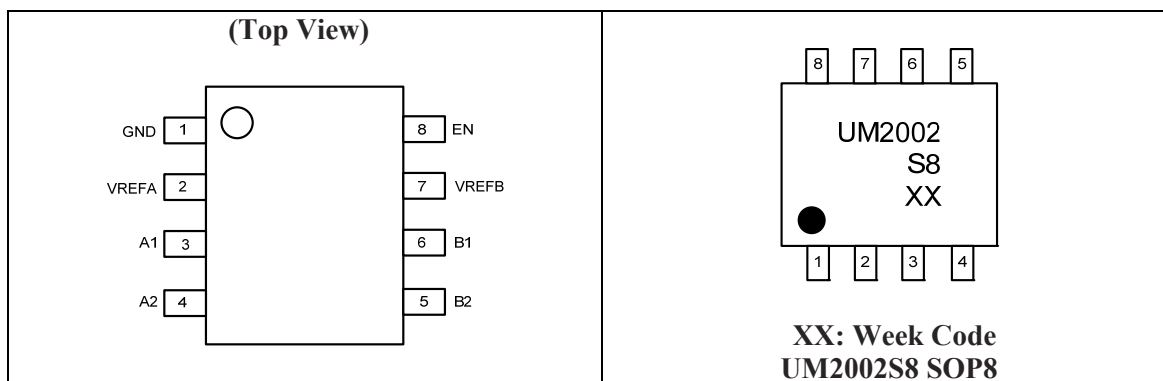 (Top View)
GND 1 8 EN
VREFA 2 7 VREFB
A1 3 6 B1
A2 4 5 B2
8 7 6 5
UM2002
S8
XX
1 2 3 4
XX: Week Code
UM2002S8 SOP8